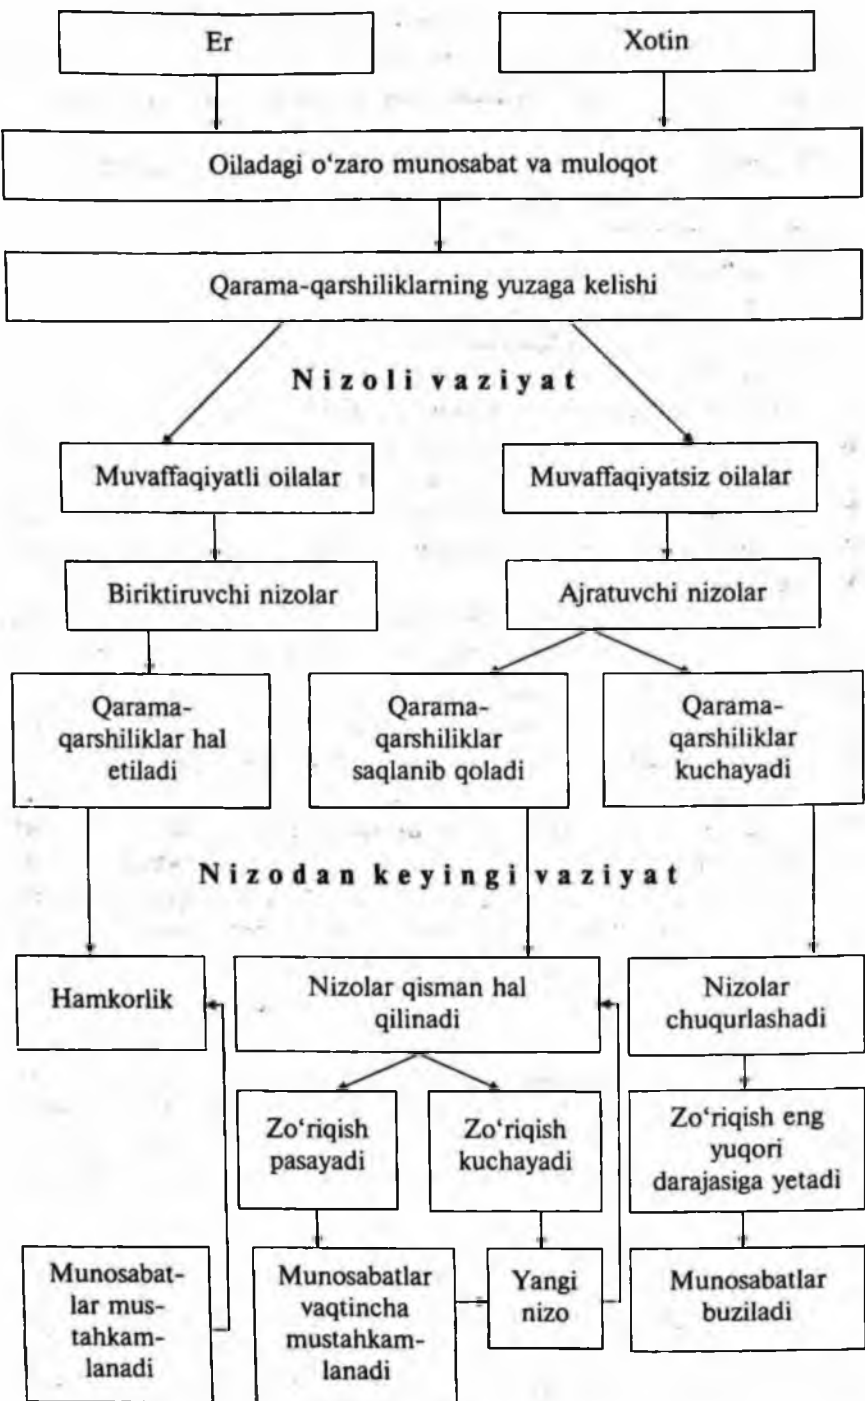 Er
Xotin
Oiladagi o‘zaro munosabat va muloqot
Qarama-qarshiliklarning yuzaga kelishi
Nizoli vaziyat
Muvaffaqiyatli oilalar
Muvaffaqiyatsiz oilalar
Biriktiruvchi nizolar
Ajratuvchi nizolar
Qarama-
qarshiliklar hal
etiladi
Qarama-
qarshiliklar
saqlanib qoladi
Qarama-
qarshiliklar
kuchayadi
Nizodan keyingi vaziyat
Hamkorlik
Nizolar qisman hal
qilinadi
Nizolar
chuqurlashadi
Zo‘riqish
pasayadi
Zo‘riqish
kuchayadi
Zo‘riqish eng
yuqori
darajasiga yetadi
Munosabat-
lar mus-
tahkam-
lanadi
Munosabatlar
vaqtincha
mustahkam-
lanadi
Yangi
nizo
Munosabatlar
buziladi